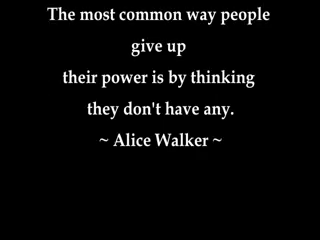 The most common way people
give up
their power is by thinking
they don't have any.
~ Alice Walker ~